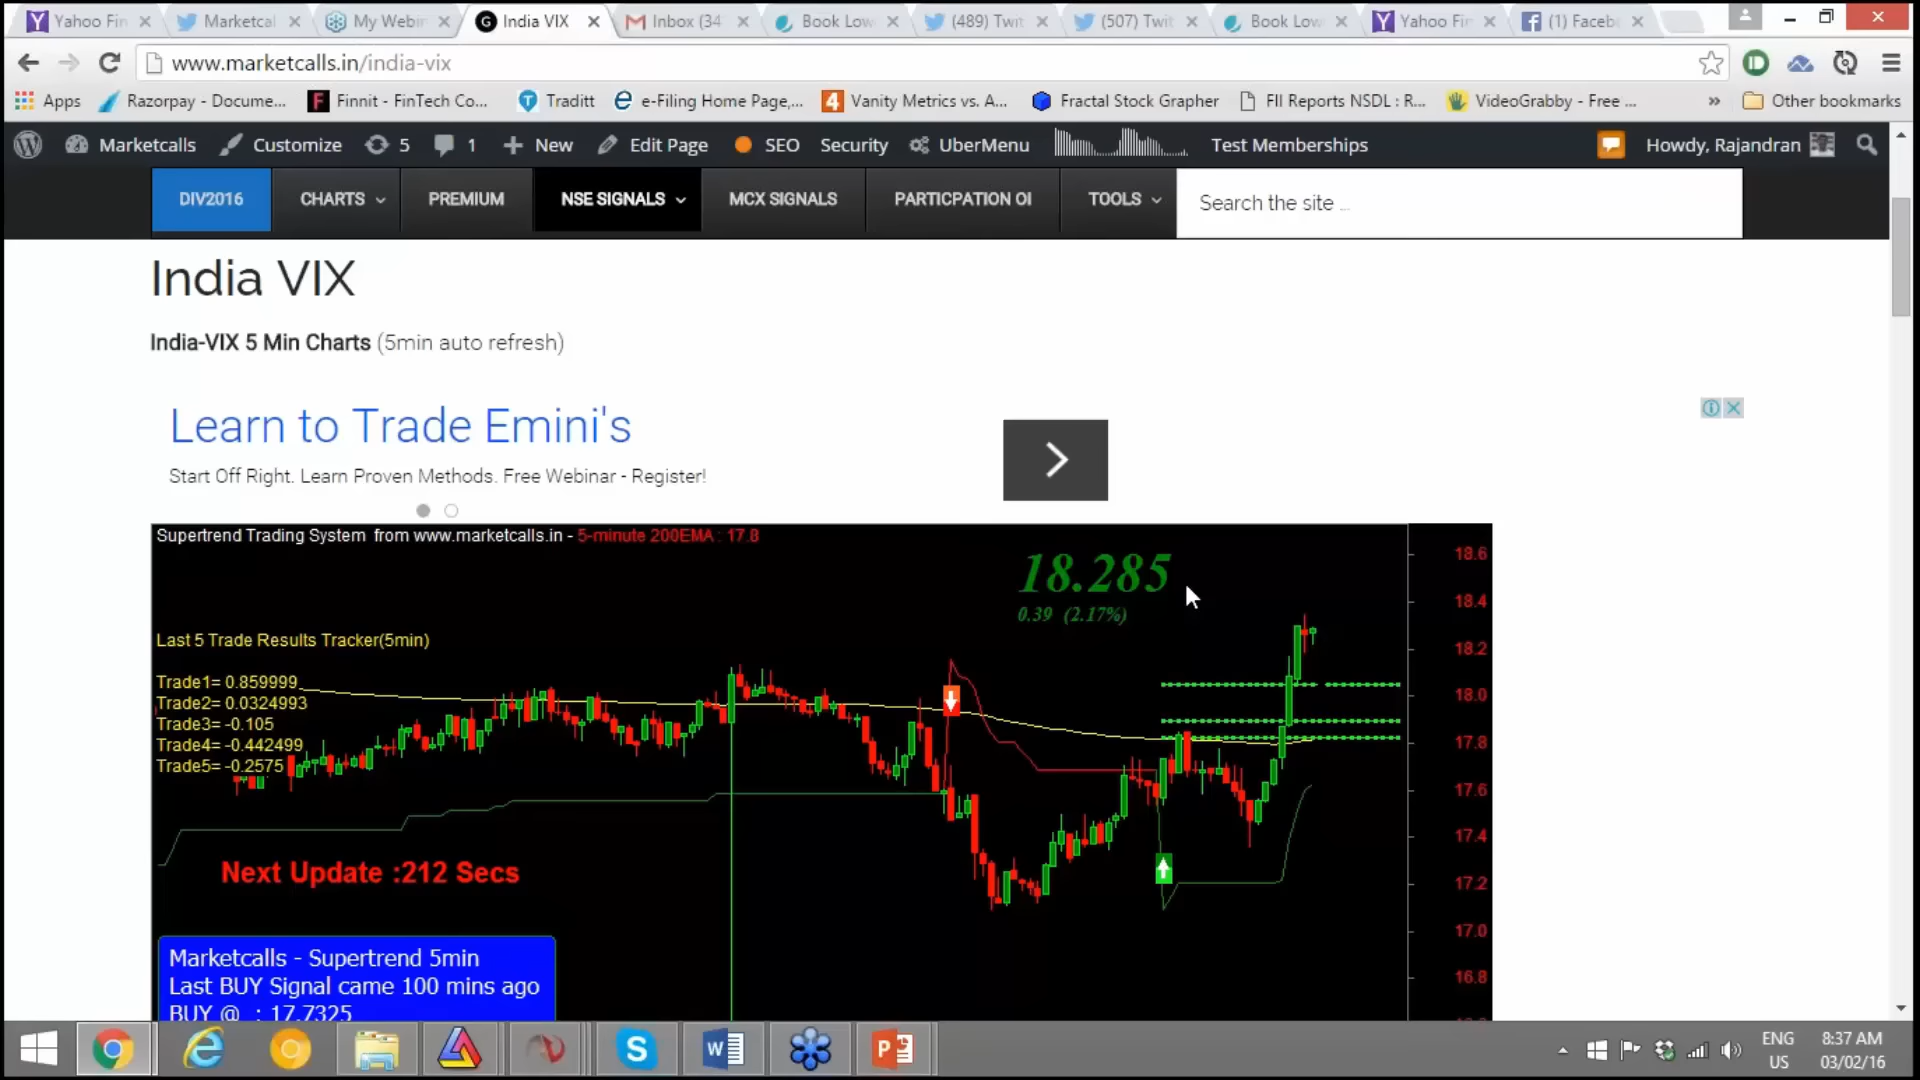 Yahoo Fin
Marketcal
My Webin
India VIX
Inbox (34
Book Low
(489) Twit
(507) Twit
Book Low
Yahoo Fin
(1) Faceb
www.marketcalls.in/india-vix
Apps
Razorpay - Docume...
Finnit - FinTech Co...
Traditt
e-Filing Home Page,...
Vanity Metrics vs. A...
Fractal Stock Grapher
FII Reports NSDL : R...
VideoGrabby - Free ...
»
Other bookmarks
Marketcalls
Customize
5
1
New
Edit Page
SEO
Security
UberMenu
Test Memberships
Howdy, Rajandran
DIV2016
CHARTS
PREMIUM
NSE SIGNALS
MCX SIGNALS
PARTICPATION OI
TOOLS
Search the site ...
India VIX
India-VIX 5 Min Charts (5min auto refresh)
Learn to Trade Emini's
Start Off Right. Learn Proven Methods. Free Webinar - Register!
Supertrend Trading System from www.marketcalls.in - 5-minute 200EMA : 17.8
18.285
0.39 (2.17%)
Last 5 Trade Results Tracker(5min)
Trade1= 0.859999
Trade2= 0.0324993
Trade3= -0.105
Trade4= -0.442499
Trade5= -0.2575
Next Update :212 Secs
Marketcalls - Supertrend 5min
Last BUY Signal came 100 mins ago
BUY @ : 17.7325
18.6
18.4
18.2
18.0
17.8
17.6
17.4
17.2
17.0
16.8
ENG
US
8:37 AM
03/02/16